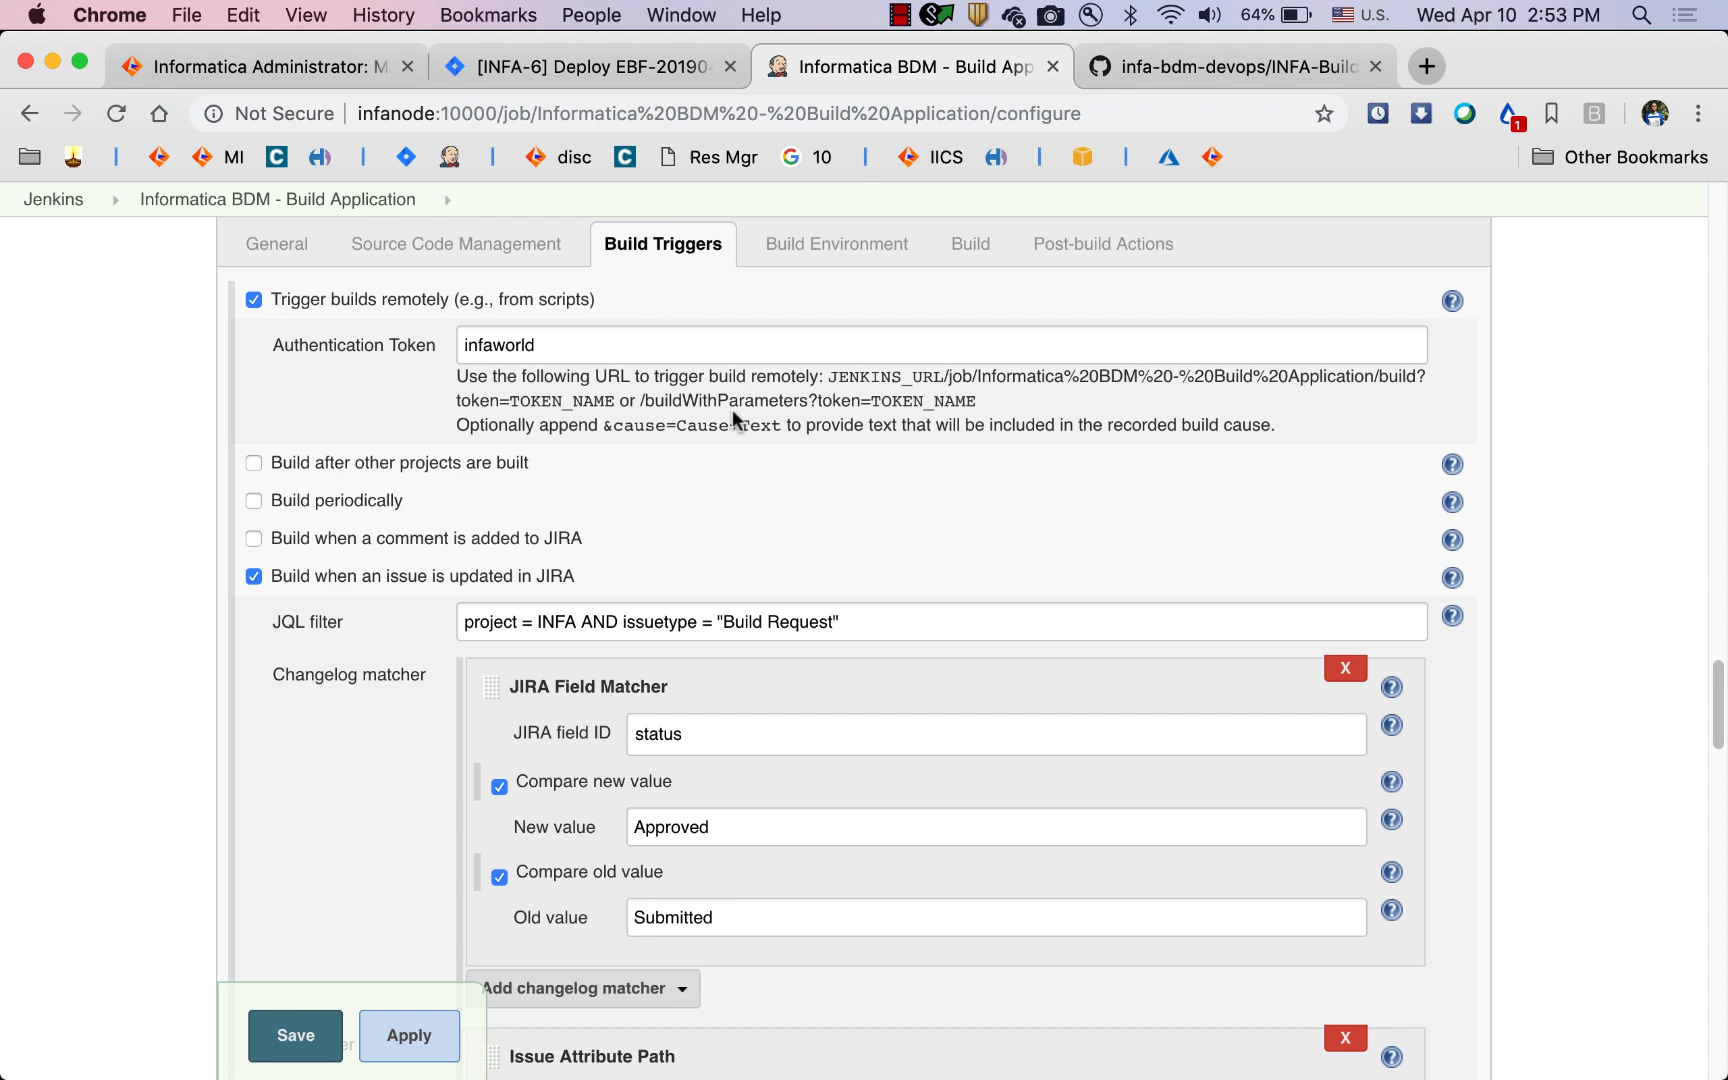 Chrome File Edit View History Bookmarks People Window Help 64% U.S. Wed Apr 10 2:53 PM
Informatica Administrator: M [INFA-6] Deploy EBF-20190 Informatica BDM - Build App infa-bdm-devops/INFA-Build
Not Secure infanode:10000/job/Informatica%20BDM%20-%20Build%20Application/configure 1 B
MI C disc C Res Mgr G 10 IICS Other Bookmarks
Jenkins Informatica BDM - Build Application
General Source Code Management Build Triggers Build Environment Build Post-build Actions
Trigger builds remotely (e.g., from scripts)
Authentication Token infaworld
Use the following URL to trigger build remotely: JENKINS_URL/job/Informatica%20BDM%20-%20Build%20Application/build?
token=TOKEN_NAME or /buildWithParameters?token=TOKEN_NAME
Optionally append &cause=Cause+Text to provide text that will be included in the recorded build cause.
Build after other projects are built
Build periodically
Build when a comment is added to JIRA
Build when an issue is updated in JIRA
JQL filter project = INFA AND issuetype = "Build Request"
Changelog matcher X
JIRA Field Matcher
JIRA field ID status
Compare new value
New value Approved
Compare old value
Old value Submitted
Add changelog matcher
Save Apply er X
Issue Attribute Path